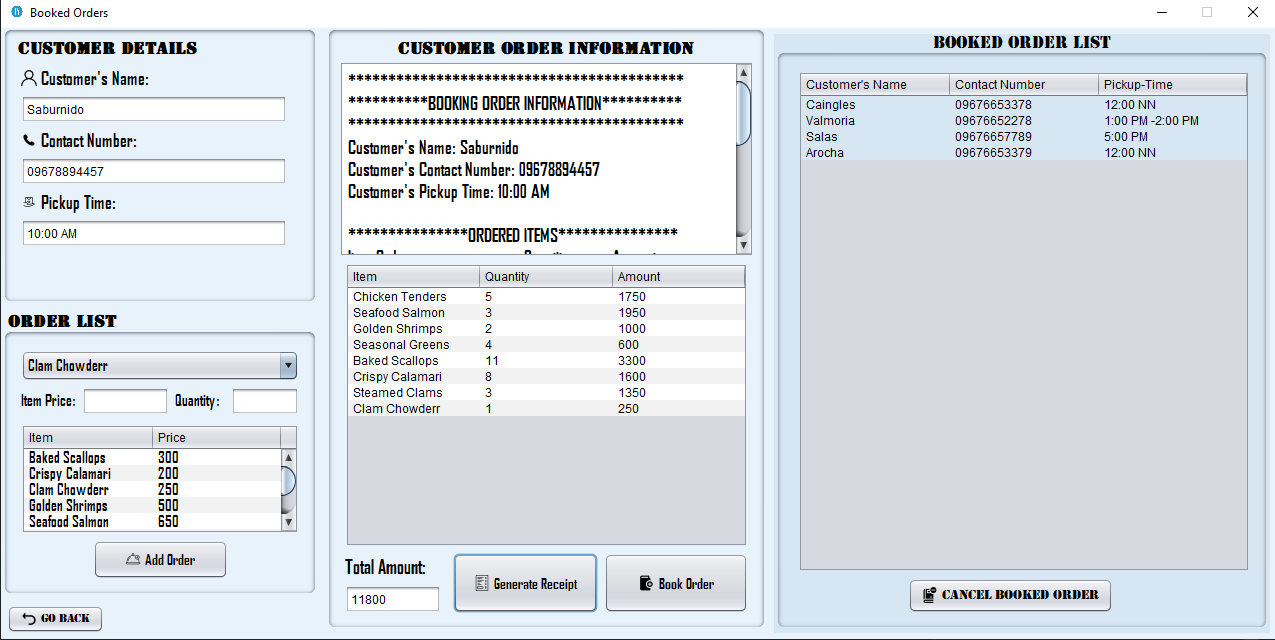 Booked Orders
CUSTOMER DETAILS
Customer's Name:
Saburnido
Contact Number:
09678894457
Pickup Time:
10:00 AM
ORDER LIST
Clam Chowderr
Item Price: Quantity:
Item Price
Baked Scallops 300
Crispy Calamari 200
Clam Chowderr 250
Golden Shrimps 500
Seafood Salmon 650
Add Order
GO BACK
CUSTOMER ORDER INFORMATION
******************************************
**********BOOKING ORDER INFORMATION**********
******************************************
Customer's Name: Saburnido
Customer's Contact Number: 09678894457
Customer's Pickup Time: 10:00 AM
***************ORDERED ITEMS***************
Item Quantity Amount
Chicken Tenders 5 1750
Seafood Salmon 3 1950
Golden Shrimps 2 1000
Seasonal Greens 4 600
Baked Scallops 11 3300
Crispy Calamari 8 1600
Steamed Clams 3 1350
Clam Chowderr 1 250
Total Amount:
11800
Generate Receipt
Book Order
BOOKED ORDER LIST
Customer's Name Contact Number Pickup-Time
Caingles 09676653378 12:00 NN
Valmoria 09676652278 1:00 PM -2:00 PM
Salas 09676657789 5:00 PM
Arocha 09676653379 12:00 NN
CANCEL BOOKED ORDER